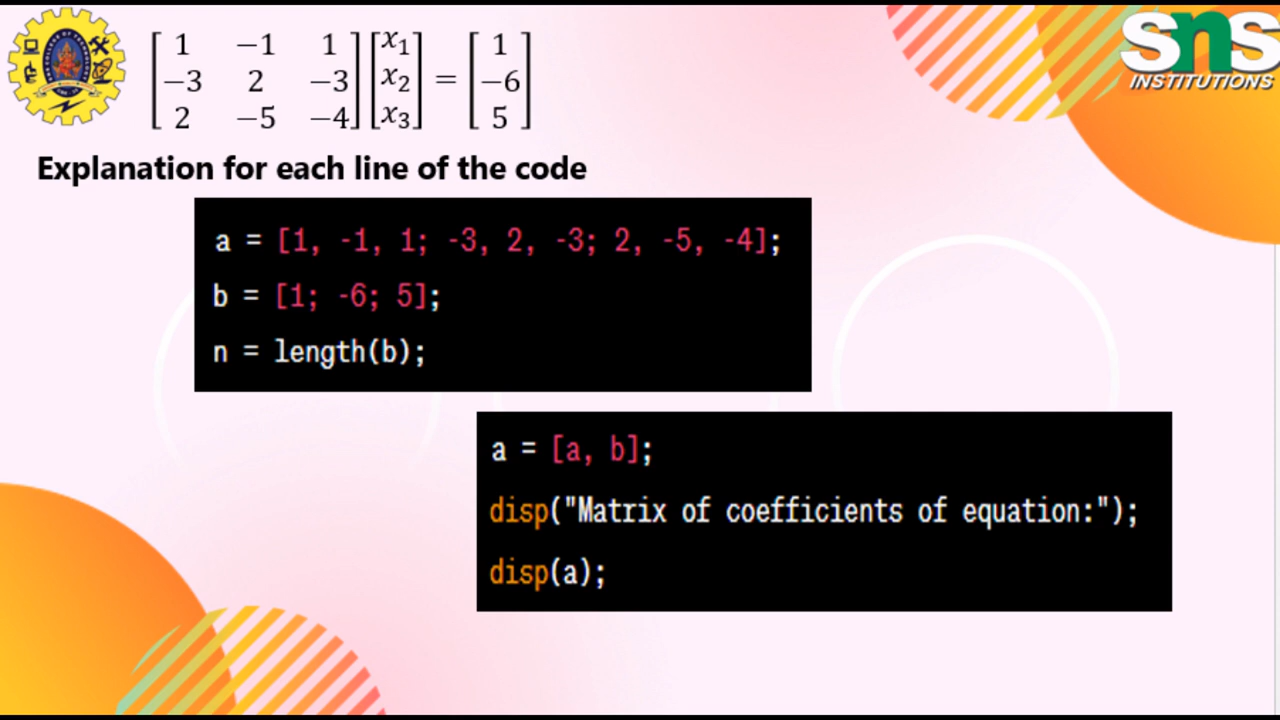 1 −1 1 x1 1
−3 2 −3 x2 = −6
2 −5 −4 x3 5
sns
INSTITUTIONS
Explanation for each line of the code
a = [1, -1, 1; -3, 2, -3; 2, -5, -4];
b = [1; -6; 5];
n = length(b);
a = [a, b];
disp("Matrix of coefficients of equation:");
disp(a);